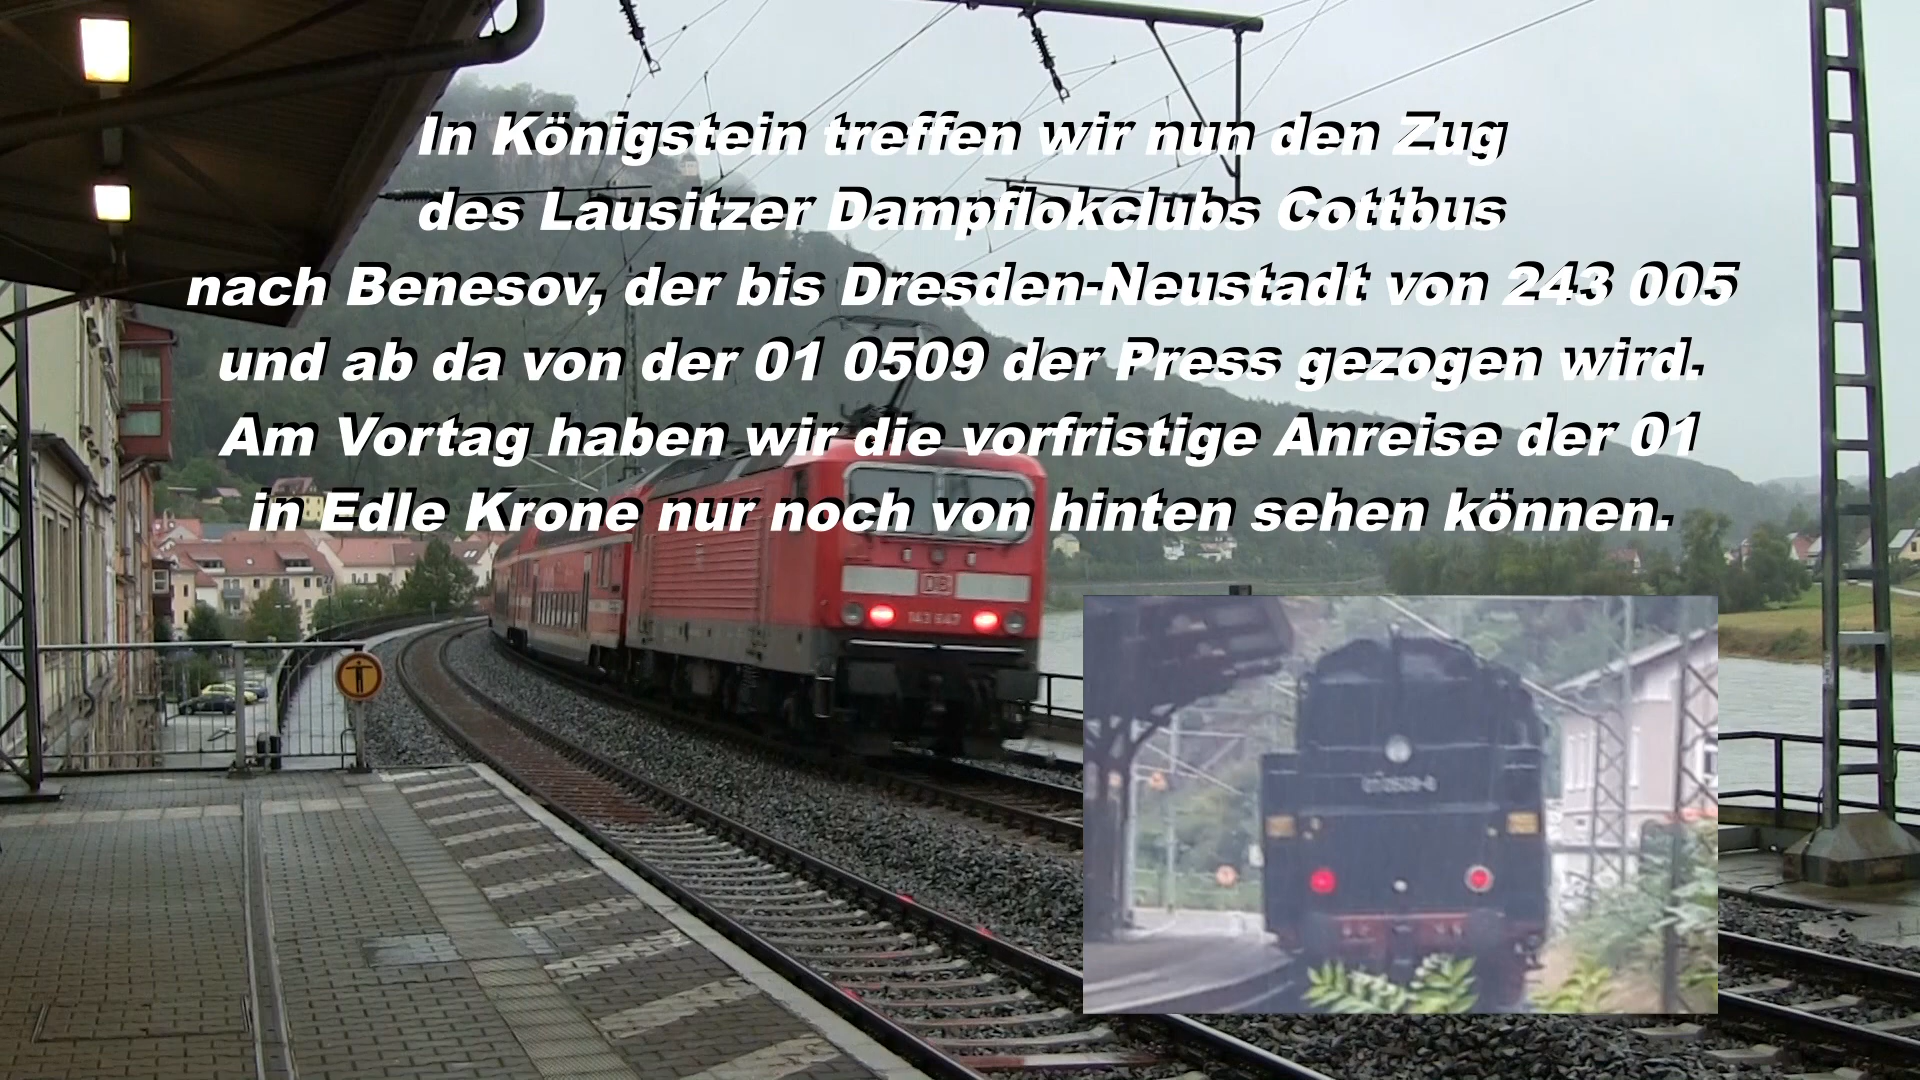 In Königstein treffen wir nun den Zug
des Lausitzer Dampflokclubs Cottbus
nach Benesov, der bis Dresden-Neustadt von 243 005
und ab da von der 01 0509 der Press gezogen wird.
Am Vortag haben wir die vorfristige Anreise der 01
in Edle Krone nur noch von hinten sehen können.
DB